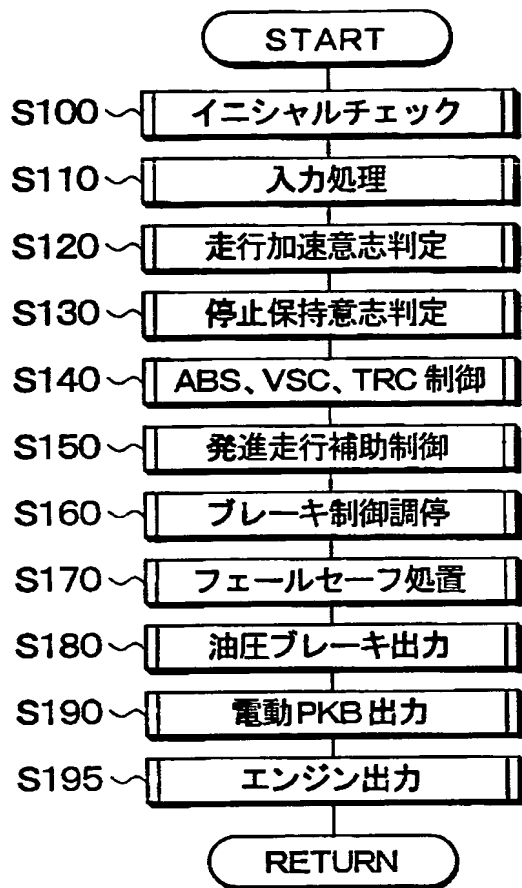 START
S100 イニシャルチェック
S110 入力処理
S120 走行加速意志判定
S130 停止保持意志判定
S140 ABS、VSC、TRC 制御
S150 発進走行補助制御
S160 ブレーキ制御調停
S170 フェールセーフ処置
S180 油圧ブレーキ出力
S190 電動PKB 出力
S195 エンジン出力
RETURN